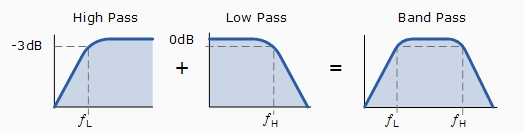 High Pass Low Pass Band Pass
-3dB 0dB
+ =
fL fH fL fH